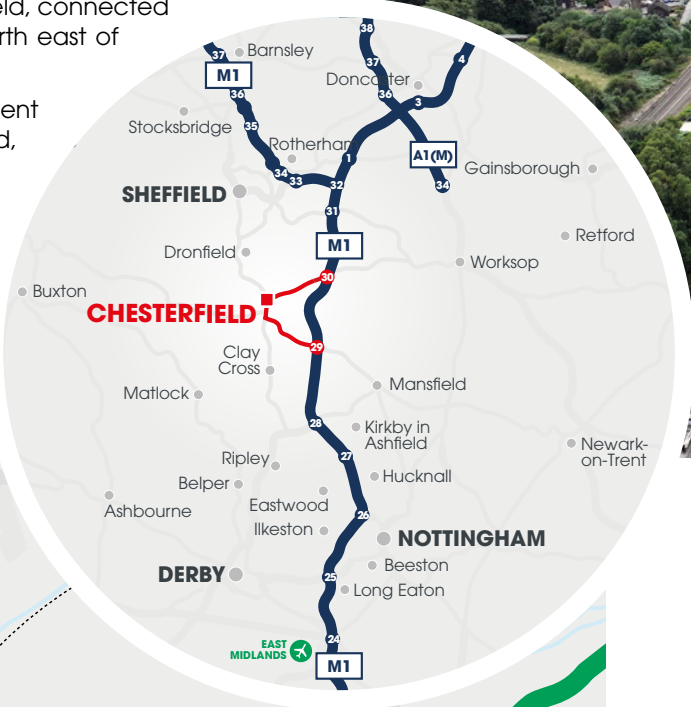 eld, connected
rth east of
ent
d,
38
37
37
4
Barnsley
M1
Doncaster
36
36
3
35
Stocksbridge
Rotherham
1
A1(M)
34
33
32
34
Gainsborough
SHEFFIELD
31
Retford
M1
Dronfield
Worksop
30
Buxton
CHESTERFIELD
29
Clay
Cross
Mansfield
Matlock
28
Kirkby in
Ashfield
Newark-
on-Trent
27
Ripley
Hucknall
Belper
Eastwood
Ashbourne
26
Ilkeston
NOTTINGHAM
Beeston
DERBY
25
Long Eaton
24
EAST
MIDLANDS
M1